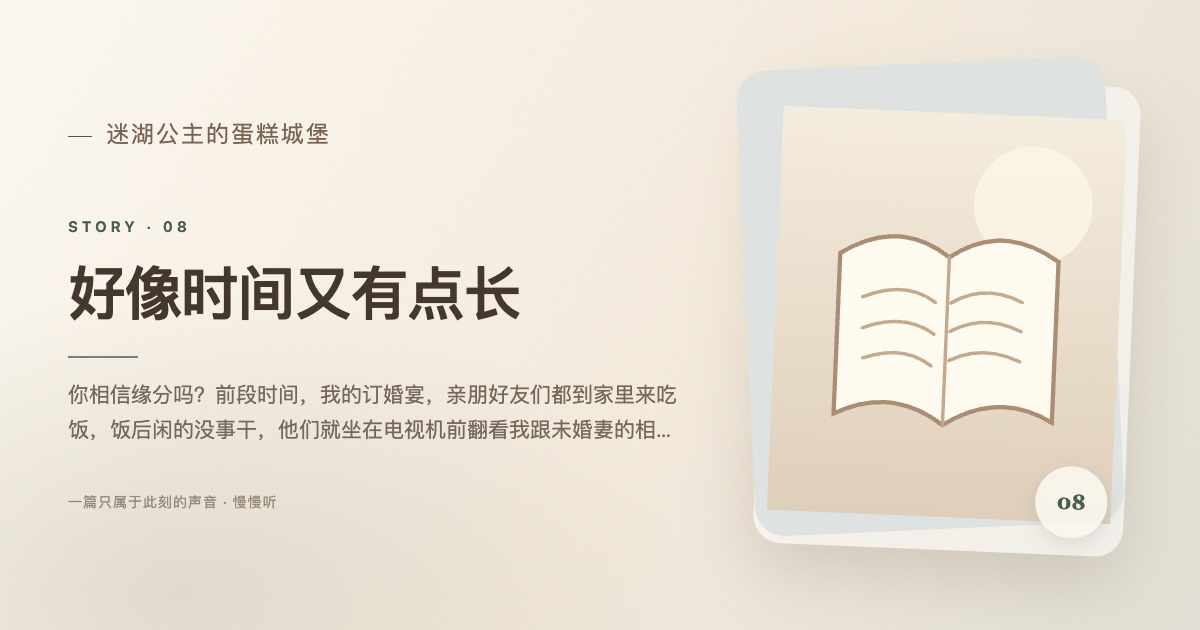 迷湖公主的蛋糕城堡
STORY · 08
好像时间又有点长
你相信缘分吗？前段时间，我的订婚宴，亲朋好友们都到家里来吃
饭，饭后闲的没事干，他们就坐在电视机前翻看我跟未婚妻的相...
一篇只属于此刻的声音 · 慢慢听
08